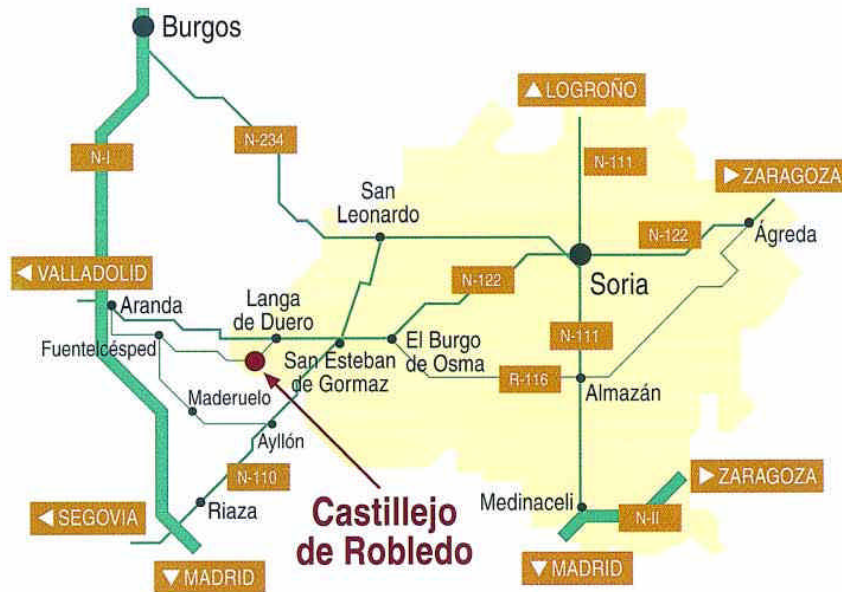 Burgos
▲ LOGROÑO
N-I
N-234
N-111
San
Leonardo
▶ ZARAGOZA
N-122
Ágreda
◀ VALLADOLID
N-122
Soria
Aranda
Langa
de Duero
Fuentelcésped
San Esteban
de Gormaz
El Burgo
de Osma
N-111
R-116
Almazán
Maderuelo
Ayllón
N-110
▶ ZARAGOZA
Riaza
Castillejo
de Robledo
Medinaceli
N-II
◀ SEGOVIA
▼ MADRID
▼ MADRID